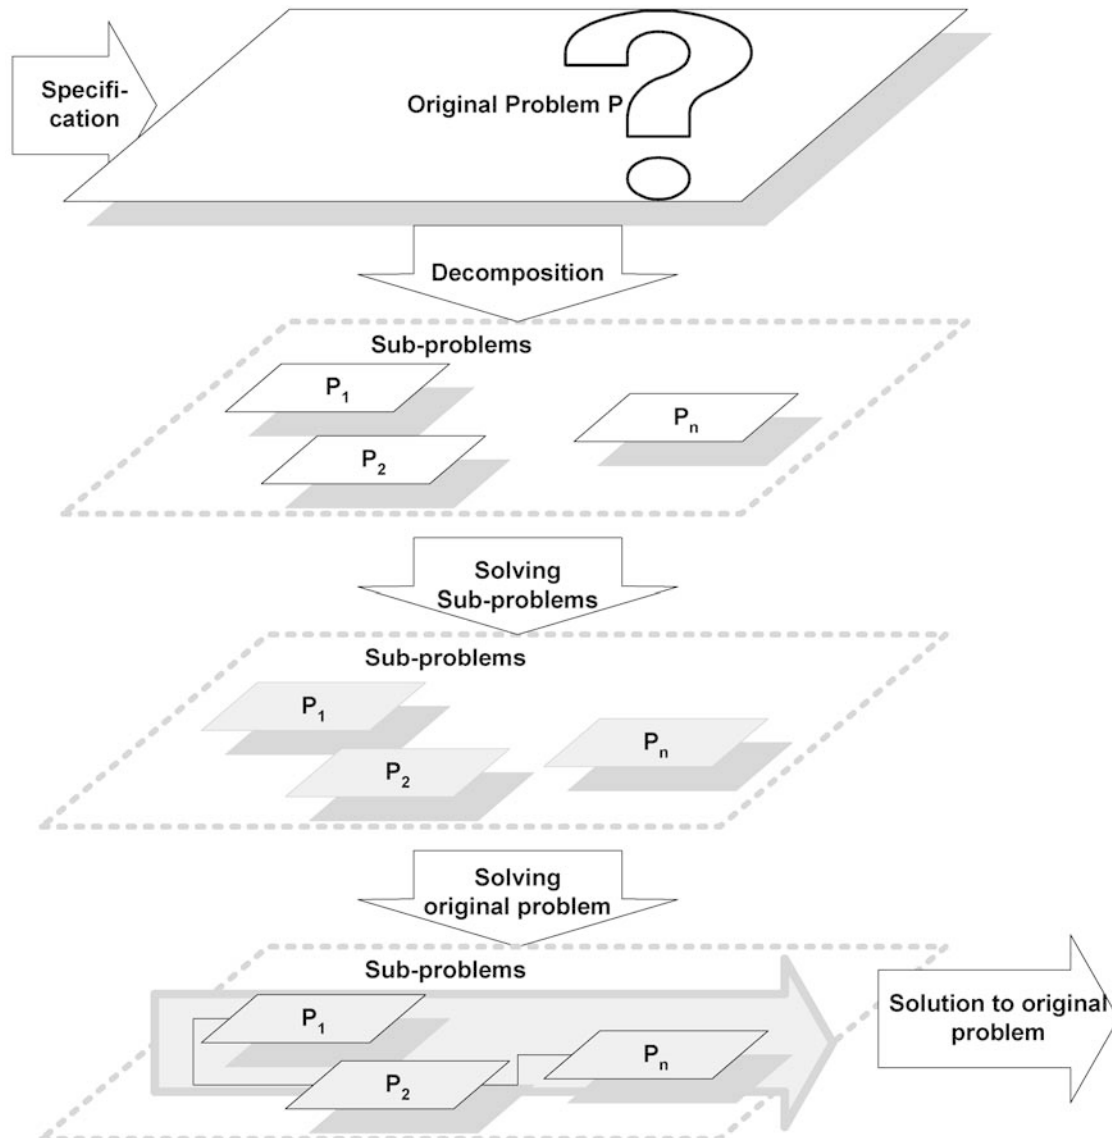 Specifi-
cation
Original Problem P
Decomposition
Sub-problems
P1
Pn
P2
Solving
Sub-problems
Sub-problems
P1
Pn
P2
Solving
original problem
Sub-problems
Solution to original
problem
P1
Pn
P2